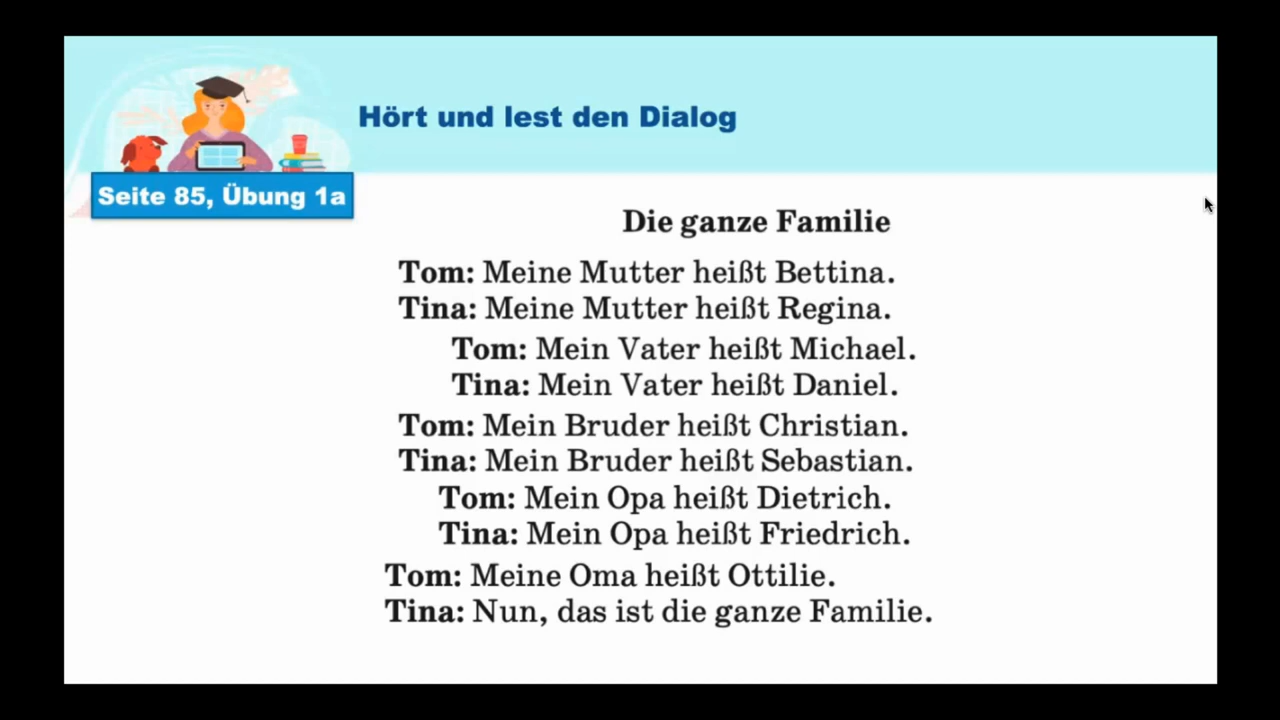 Hört und lest den Dialog
Seite 85, Übung 1a
Die ganze Familie
Tom: Meine Mutter heißt Bettina.
Tina: Meine Mutter heißt Regina.
Tom: Mein Vater heißt Michael.
Tina: Mein Vater heißt Daniel.
Tom: Mein Bruder heißt Christian.
Tina: Mein Bruder heißt Sebastian.
Tom: Mein Opa heißt Dietrich.
Tina: Mein Opa heißt Friedrich.
Tom: Meine Oma heißt Ottilie.
Tina: Nun, das ist die ganze Familie.